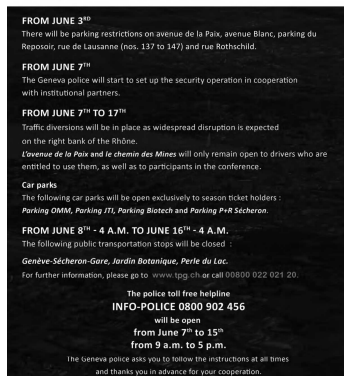 FROM JUNE 3RD
There will be parking restrictions on avenue de la Paix, avenue Blanc, parking du
Reposoir, rue de Lausanne (nos. 137 to 147) and rue Rothschild.
FROM JUNE 7TH
The Geneva police will start to set up the security operation in cooperation
with institutional partners.
FROM JUNE 7TH TO 17TH
Traffic diversions will be in place as widespread disruption is expected
on the right bank of the Rhône.
L'avenue de la Paix and le chemin des Mines will only remain open to drivers who are
entitled to use them, as well as to participants in the conference.
Car parks
The following car parks will be open exclusively to season ticket holders :
Parking OMM, Parking JTI, Parking Biotech and Parking P+R Sécheron.
FROM JUNE 8TH - 4 A.M. TO JUNE 16TH - 4 A.M.
The following public transportation stops will be closed :
Genève-Sécheron-Gare, Jardin Botanique, Perle du Lac.
For further information, please go to www.tpg.ch or call 00800 022 021 20.
The police toll free helpline
INFO-POLICE 0800 902 456
will be open
from June 7th to 15th
from 9 a.m. to 5 p.m.
The Geneva police asks you to follow the instructions at all times
and thanks you in advance for your cooperation.